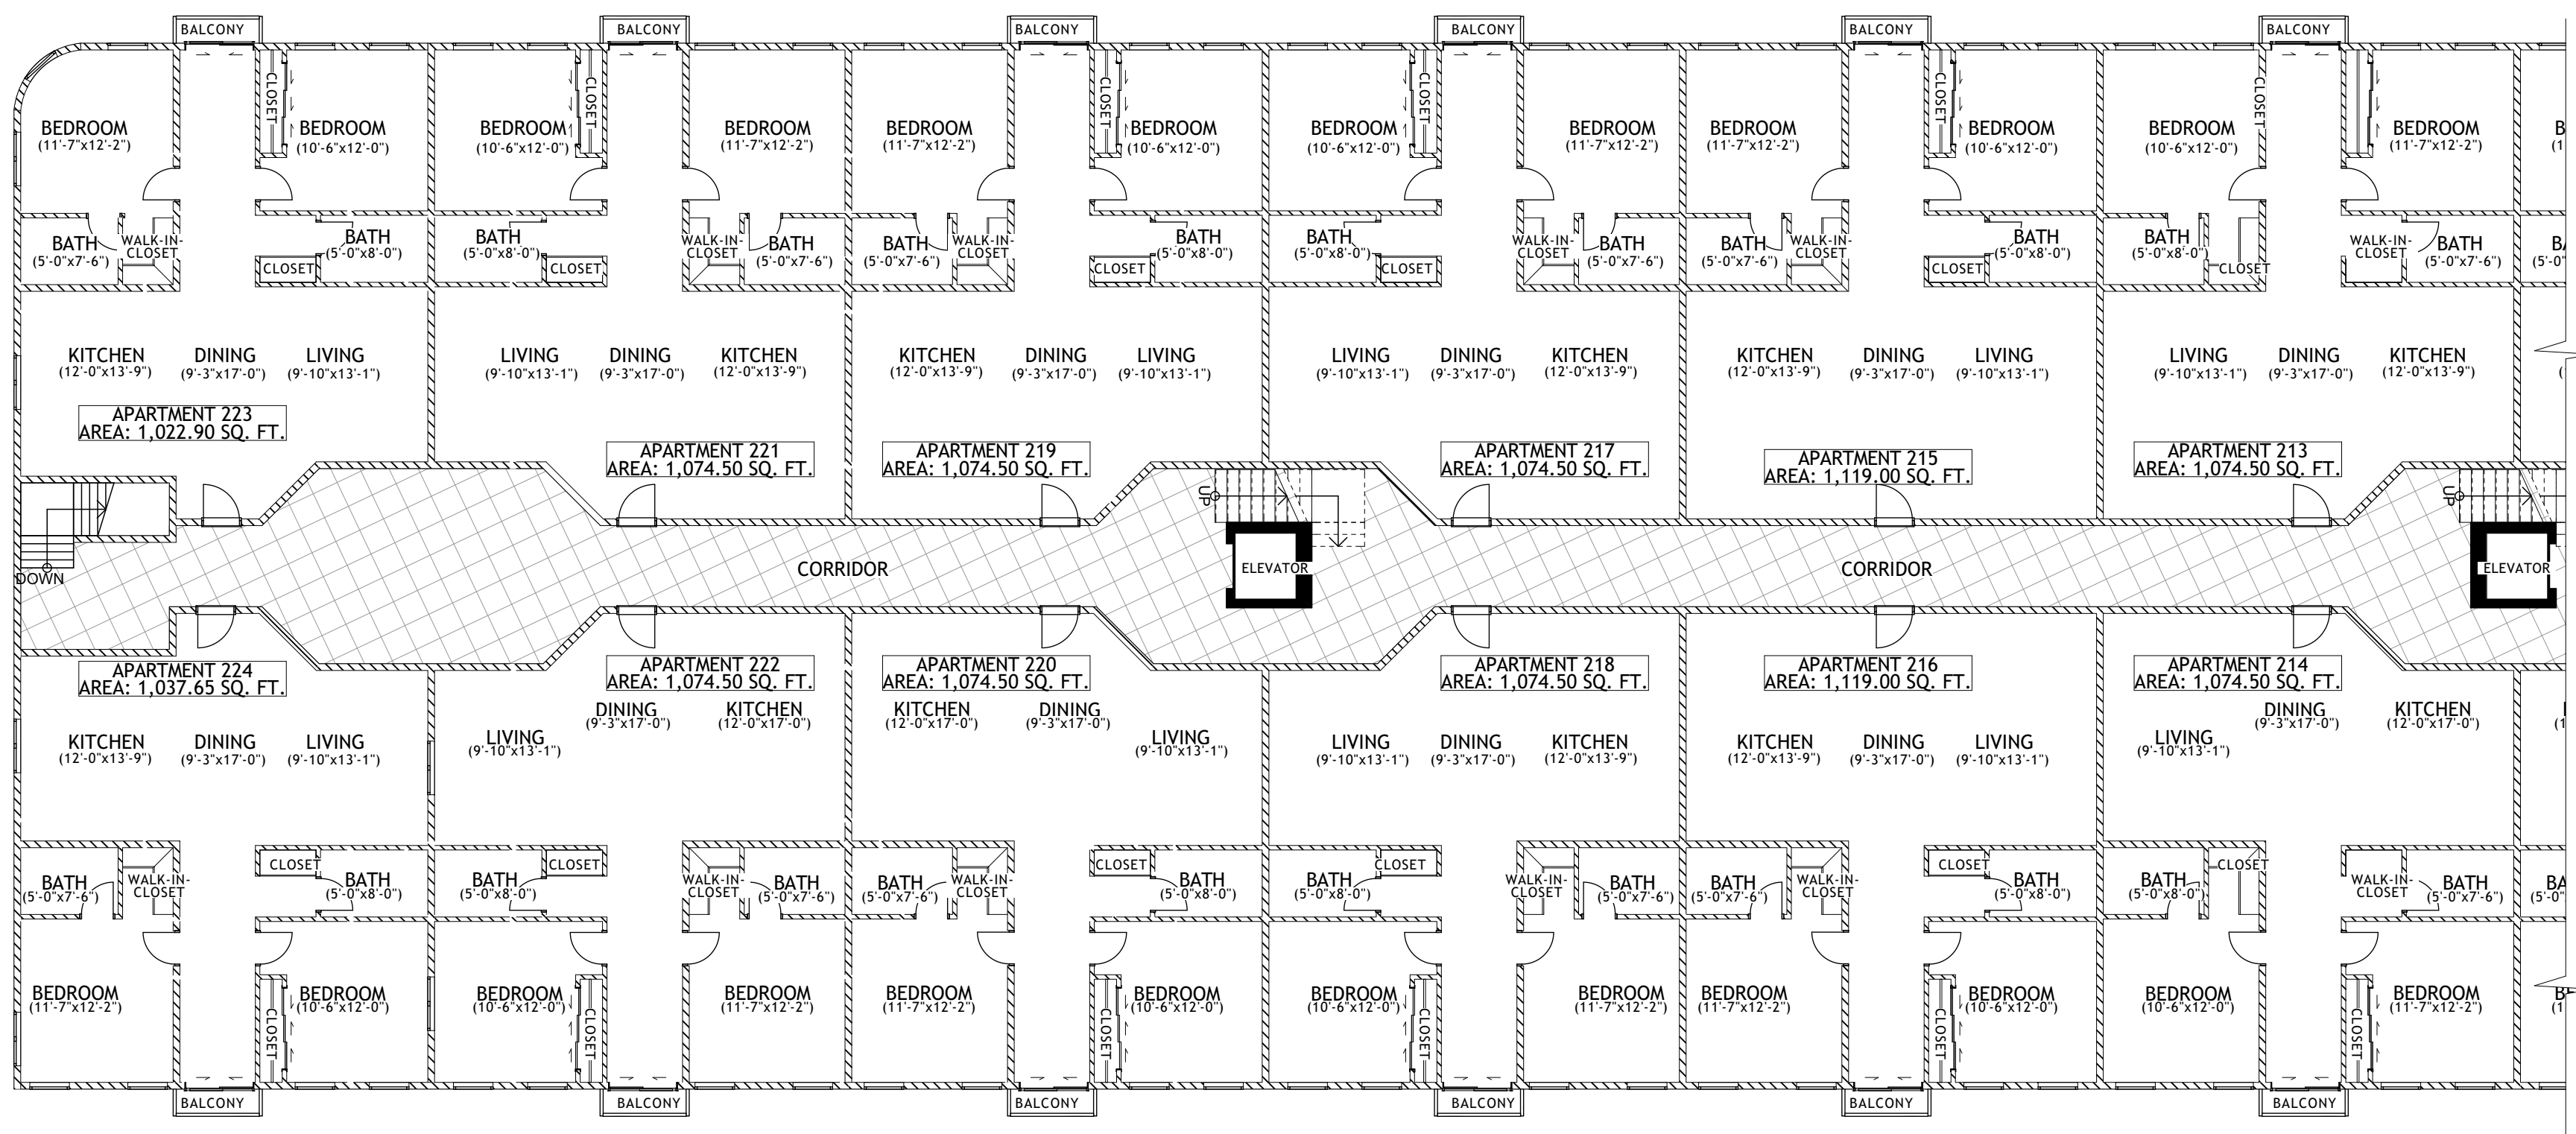 BALCONY
BALCONY
BALCONY
BALCONY
BALCONY
BALCONY
CLOSET
CLOSET
CLOSET
CLOSET
CLOSET
CLOSET
BEDROOM
(11'-7"x12'-2")
BEDROOM
(10'-6"x12'-0")
BEDROOM
(10'-6"x12'-0")
BEDROOM
(11'-7"x12'-2")
BEDROOM
(11'-7"x12'-2")
BEDROOM
(10'-6"x12'-0")
BEDROOM
(10'-6"x12'-0")
BEDROOM
(11'-7"x12'-2")
BEDROOM
(11'-7"x12'-2")
BEDROOM
(10'-6"x12'-0")
BEDROOM
(10'-6"x12'-0")
BEDROOM
(11'-7"x12'-2")
BATH
(5'-0"x7'-6")
WALK-IN-
CLOSET
CLOSET
BATH
(5'-0"x8'-0")
BATH
(5'-0"x8'-0")
CLOSET
WALK-IN-
CLOSET
BATH
(5'-0"x7'-6")
BATH
(5'-0"x7'-6")
WALK-IN-
CLOSET
CLOSET
BATH
(5'-0"x8'-0")
BATH
(5'-0"x8'-0")
CLOSET
WALK-IN-
CLOSET
BATH
(5'-0"x7'-6")
BATH
(5'-0"x7'-6")
WALK-IN-
CLOSET
CLOSET
BATH
(5'-0"x8'-0")
BATH
(5'-0"x8'-0")
CLOSET
WALK-IN-
CLOSET
BATH
(5'-0"x7'-6")
KITCHEN
(12'-0"x13'-9")
DINING
(9'-3"x17'-0")
LIVING
(9'-10"x13'-1")
LIVING
(9'-10"x13'-1")
DINING
(9'-3"x17'-0")
KITCHEN
(12'-0"x13'-9")
KITCHEN
(12'-0"x13'-9")
DINING
(9'-3"x17'-0")
LIVING
(9'-10"x13'-1")
LIVING
(9'-10"x13'-1")
DINING
(9'-3"x17'-0")
KITCHEN
(12'-0"x13'-9")
KITCHEN
(12'-0"x13'-9")
DINING
(9'-3"x17'-0")
LIVING
(9'-10"x13'-1")
LIVING
(9'-10"x13'-1")
DINING
(9'-3"x17'-0")
KITCHEN
(12'-0"x13'-9")
APARTMENT 223
AREA: 1,022.90 SQ. FT.
APARTMENT 221
AREA: 1,074.50 SQ. FT.
APARTMENT 219
AREA: 1,074.50 SQ. FT.
APARTMENT 217
AREA: 1,074.50 SQ. FT.
APARTMENT 215
AREA: 1,119.00 SQ. FT.
APARTMENT 213
AREA: 1,074.50 SQ. FT.
UP
UP
DOWN
CORRIDOR
ELEVATOR
CORRIDOR
ELEVATOR
APARTMENT 224
AREA: 1,037.65 SQ. FT.
APARTMENT 222
AREA: 1,074.50 SQ. FT.
APARTMENT 220
AREA: 1,074.50 SQ. FT.
APARTMENT 218
AREA: 1,074.50 SQ. FT.
APARTMENT 216
AREA: 1,119.00 SQ. FT.
APARTMENT 214
AREA: 1,074.50 SQ. FT.
KITCHEN
(12'-0"x13'-9")
DINING
(9'-3"x17'-0")
LIVING
(9'-10"x13'-1")
LIVING
(9'-10"x13'-1")
DINING
(9'-3"x17'-0")
KITCHEN
(12'-0"x17'-0")
KITCHEN
(12'-0"x17'-0")
DINING
(9'-3"x17'-0")
LIVING
(9'-10"x13'-1")
LIVING
(9'-10"x13'-1")
DINING
(9'-3"x17'-0")
KITCHEN
(12'-0"x13'-9")
KITCHEN
(12'-0"x13'-9")
DINING
(9'-3"x17'-0")
LIVING
(9'-10"x13'-1")
LIVING
(9'-10"x13'-1")
DINING
(9'-3"x17'-0")
KITCHEN
(12'-0"x17'-0")
BATH
(5'-0"x7'-6")
WALK-IN-
CLOSET
CLOSET
BATH
(5'-0"x8'-0")
BATH
(5'-0"x8'-0")
CLOSET
WALK-IN-
CLOSET
BATH
(5'-0"x7'-6")
BATH
(5'-0"x7'-6")
WALK-IN-
CLOSET
CLOSET
BATH
(5'-0"x8'-0")
BATH
(5'-0"x8'-0")
CLOSET
WALK-IN-
CLOSET
BATH
(5'-0"x7'-6")
BATH
(5'-0"x7'-6")
WALK-IN-
CLOSET
CLOSET
BATH
(5'-0"x8'-0")
BATH
(5'-0"x8'-0")
CLOSET
WALK-IN-
CLOSET
BATH
(5'-0"x7'-6")
BEDROOM
(11'-7"x12'-2")
BEDROOM
(10'-6"x12'-0")
BEDROOM
(10'-6"x12'-0")
BEDROOM
(11'-7"x12'-2")
BEDROOM
(11'-7"x12'-2")
BEDROOM
(10'-6"x12'-0")
BEDROOM
(10'-6"x12'-0")
BEDROOM
(11'-7"x12'-2")
BEDROOM
(11'-7"x12'-2")
BEDROOM
(10'-6"x12'-0")
BEDROOM
(10'-6"x12'-0")
BEDROOM
(11'-7"x12'-2")
CLOSET
CLOSET
CLOSET
CLOSET
CLOSET
CLOSET
BALCONY
BALCONY
BALCONY
BALCONY
BALCONY
BALCONY